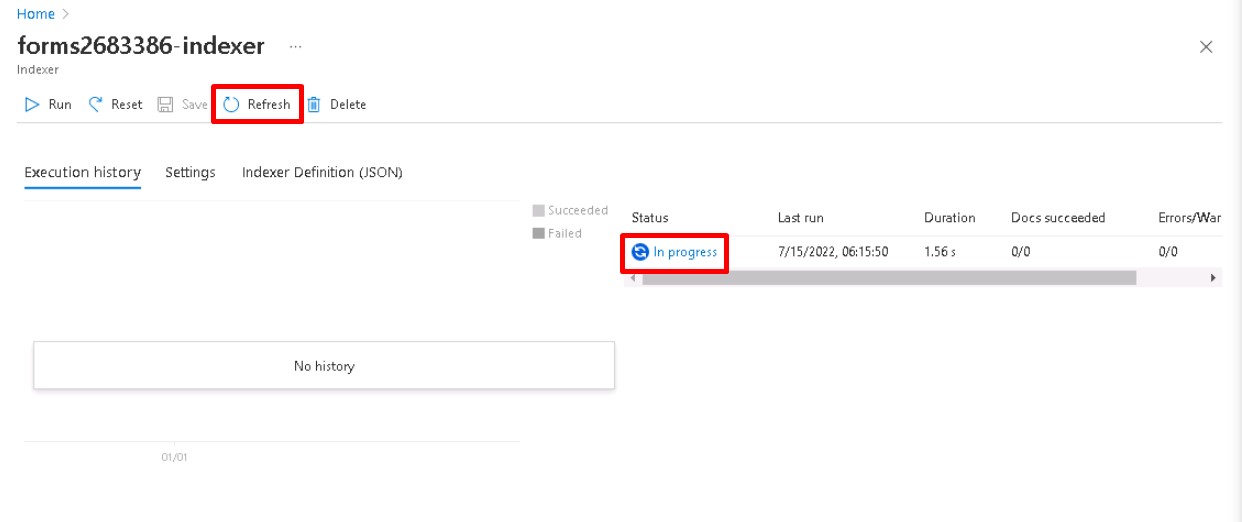 Home >
forms2683386-indexer ...
Indexer
Run Reset Save Refresh Delete
Execution history Settings Indexer Definition (JSON)
Succeeded
Failed
Status Last run Duration Docs succeeded Errors/War
In progress 7/15/2022, 06:15:50 1.56 s 0/0 0/0
No history
01/01